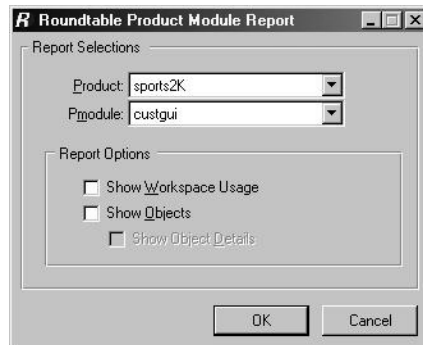 R Roundtable Product Module Report
Report Selections
Product: sports2K
Pmodule: custgui
Report Options
Show Workspace Usage
Show Objects
Show Object Details
OK Cancel